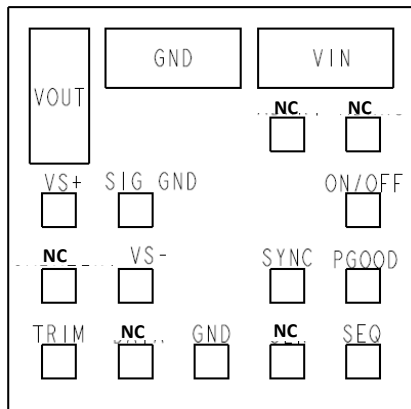 GND VIN
VOUT
NC NC
VS+ SIG GND ON/OFF
NC VS- SYNC PGOOD
TRIM NC GND NC SEQ